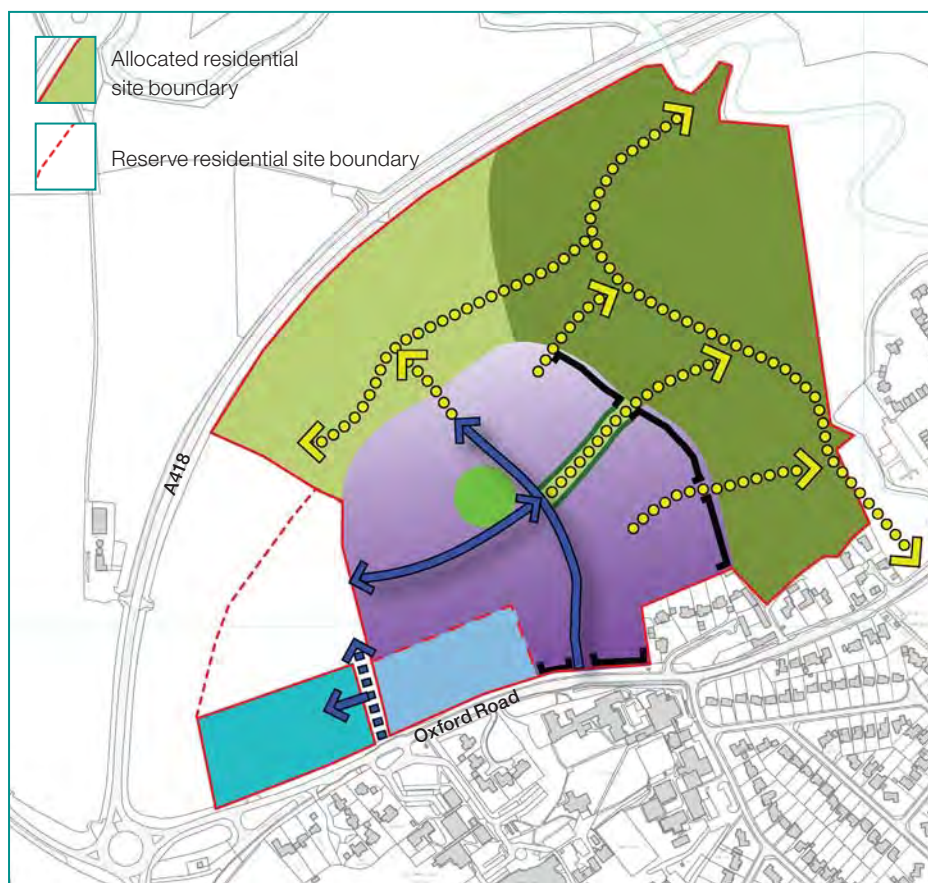 Allocated residential
site boundary
Reserve residential site boundary
A418
Oxford Road